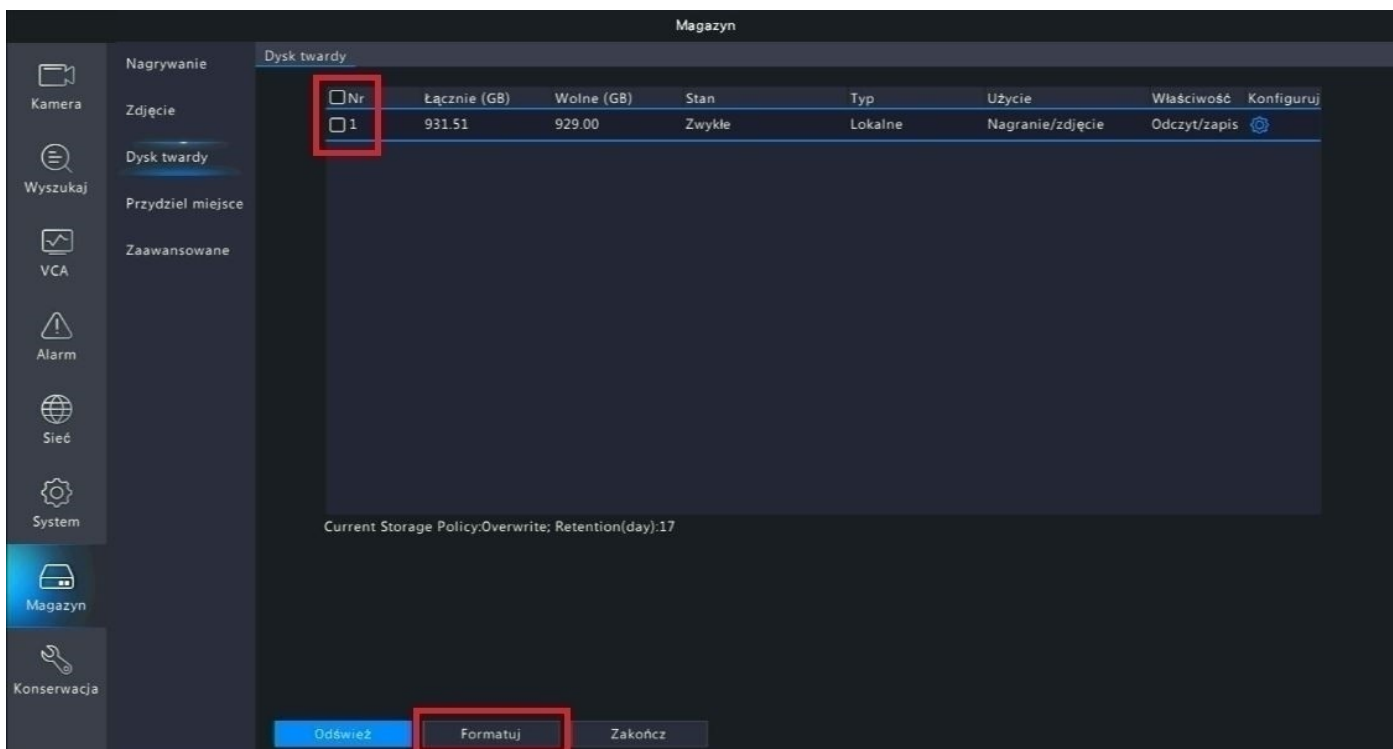 Magazyn
Kamera
Wyszukaj
VCA
Alarm
Sieć
System
Magazyn
Konserwacja
Nagrywanie
Zdjęcie
Dysk twardy
Przydziel miejsce
Zaawansowane
Dysk twardy
Nr Łącznie (GB) Wolne (GB) Stan Typ Użycie Właściwość Konfiguruj
1 931.51 929.00 Zwykłe Lokalne Nagranie/zdjęcie Odczyt/zapis
Current Storage Policy:Overwrite; Retention(day):17
Odśwież Formatuj Zakończ